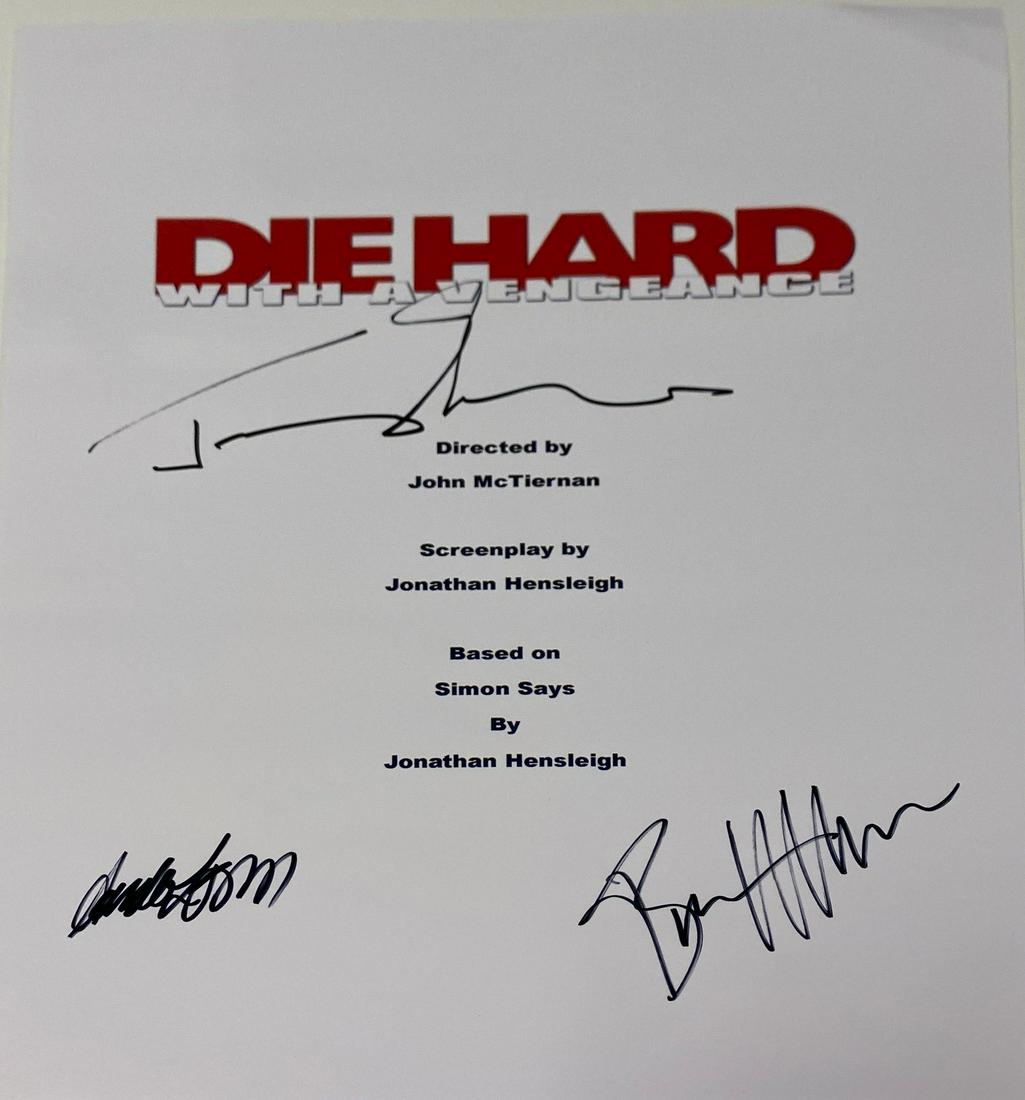 DIE HARD
WITH A VENGEANCE
Directed by
John McTiernan
Screenplay by
Jonathan Hensleigh
Based on
Simon Says
By
Jonathan Hensleigh